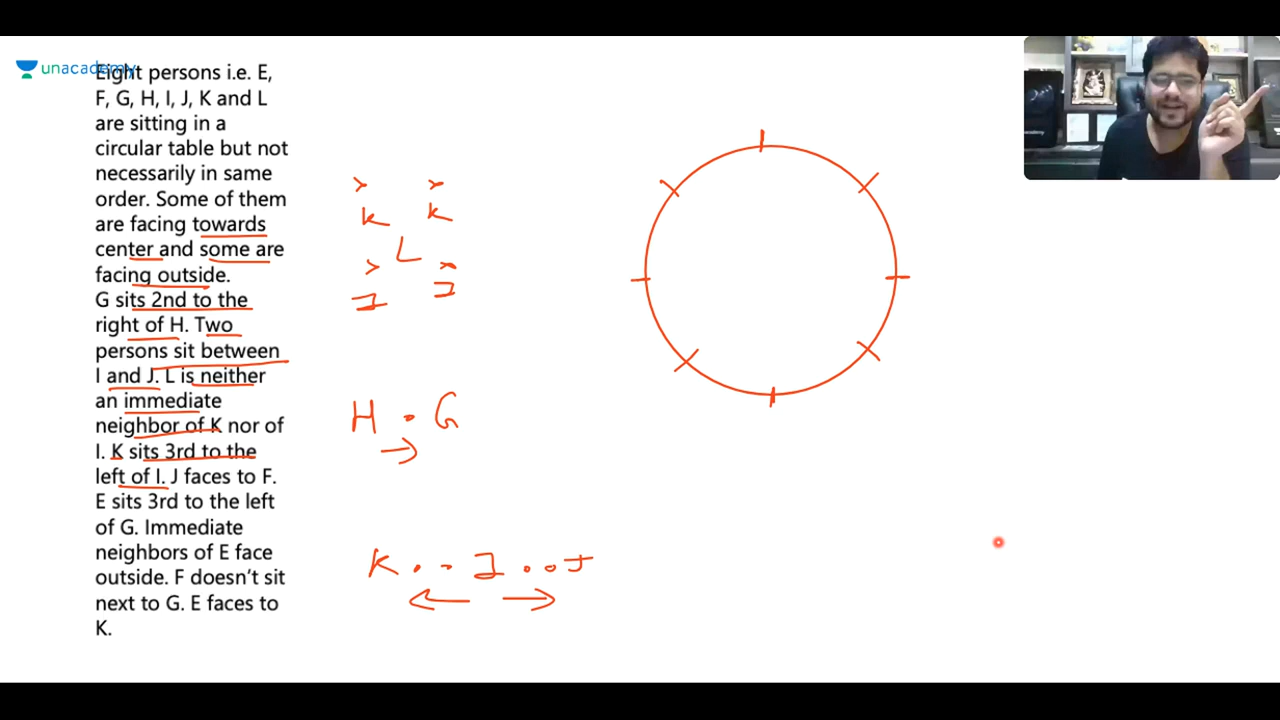 unacademy
Eight persons i.e. E,
F, G, H, I, J, K and L
are sitting in a
circular table but not
necessarily in same
order. Some of them
are facing towards
center and some are
facing outside.
G sits 2nd to the
right of H. Two
persons sit between
I and J. L is neither
an immediate
neighbor of K nor of
I. K sits 3rd to the
left of I. J faces to F.
E sits 3rd to the left
of G. Immediate
neighbors of E face
outside. F doesn't sit
next to G. E faces to
K.
x x
K K
L
x x
I I
H . G
→
K . . I . . J
← →